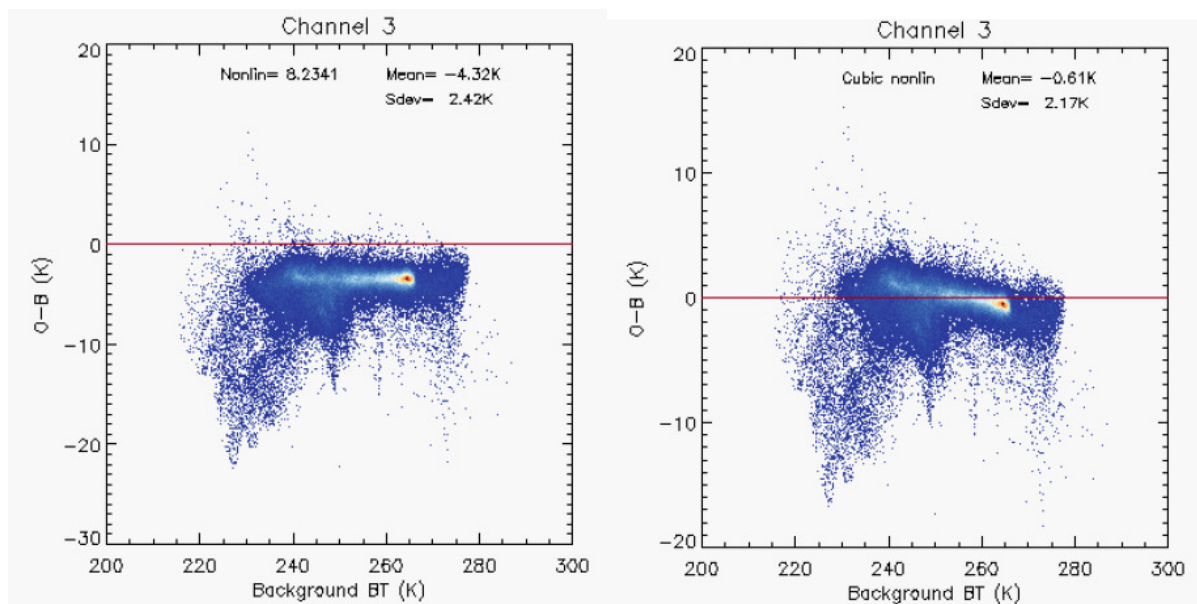 Channel 3
Nonlin= 8.2341 Mean= −4.32K
Sdev= 2.42K
20
10
0
−10
−20
−30
O−B (K)
200 220 240 260 280 300
Background BT (K)
Channel 3
Cubic nonlin Mean= −0.61K
Sdev= 2.17K
20
10
0
−10
−20
O−B (K)
200 220 240 260 280 300
Background BT (K)